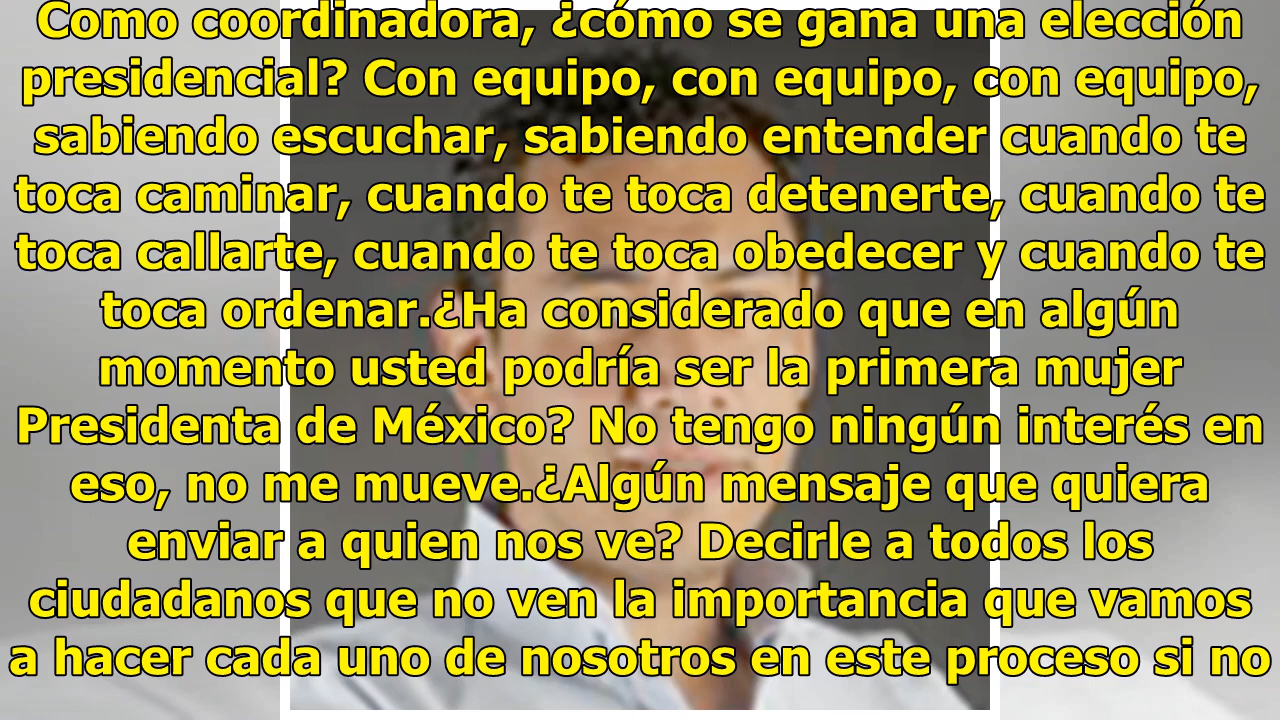 Como coordinadora, ¿cómo se gana una elección
presidencial? Con equipo, con equipo, con equipo,
sabiendo escuchar, sabiendo entender cuando te
toca caminar, cuando te toca detenerte, cuando te
toca callarte, cuando te toca obedecer y cuando te
toca ordenar.¿Ha considerado que en algún
momento usted podría ser la primera mujer
Presidenta de México? No tengo ningún interés en
eso, no me mueve.¿Algún mensaje que quiera
enviar a quien nos ve? Decirle a todos los
ciudadanos que no ven la importancia que vamos
a hacer cada uno de nosotros en este proceso si no